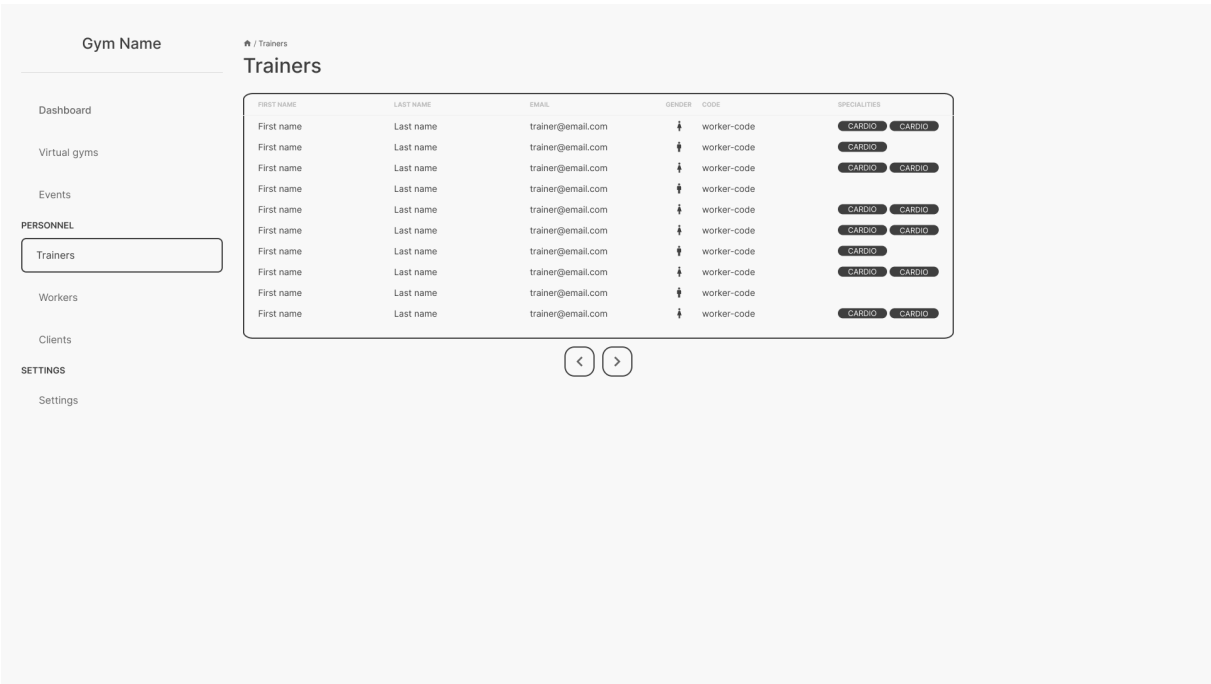 Gym Name
Dashboard
Virtual gyms
Events
PERSONNEL
Trainers
Workers
Clients
SETTINGS
Settings
/ Trainers
Trainers
FIRST NAME LAST NAME EMAIL GENDER CODE SPECIALITIES
First name Last name trainer@email.com worker-code CARDIO CARDIO
First name Last name trainer@email.com worker-code CARDIO
First name Last name trainer@email.com worker-code CARDIO CARDIO
First name Last name trainer@email.com worker-code
First name Last name trainer@email.com worker-code CARDIO CARDIO
First name Last name trainer@email.com worker-code CARDIO CARDIO
First name Last name trainer@email.com worker-code CARDIO
First name Last name trainer@email.com worker-code CARDIO CARDIO
First name Last name trainer@email.com worker-code
First name Last name trainer@email.com worker-code CARDIO CARDIO